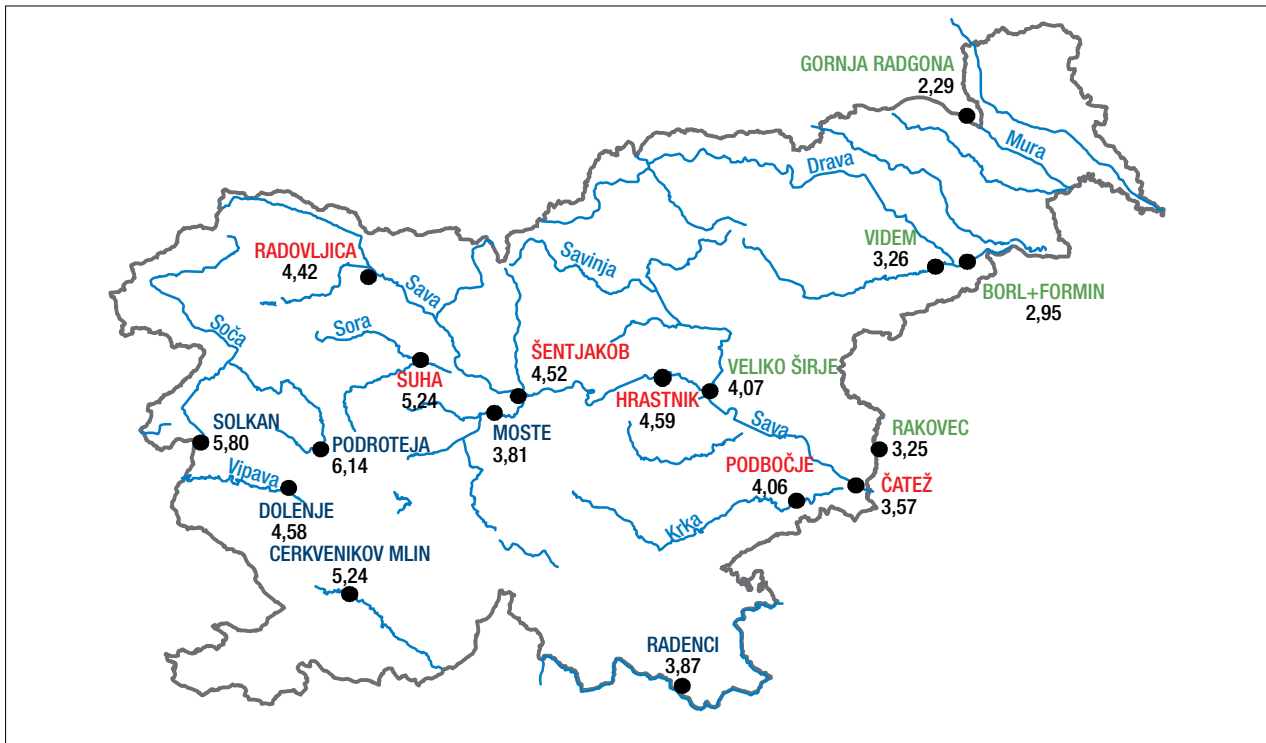 GORNJA RADGONA
2,29
Mura
Drava
VIDEM
3,26
BORL+FORMIN
2,95
RADOVLJICA
4,42
Savinja
Sava
Soča
Sora
ŠENTJAKOB
4,52
SUHA
5,24
HRASTNIK
4,59
VELIKO ŠIRJE
4,07
Sava
SOLKAN
5,80
PODROTEJA
6,14
MOSTE
3,81
RAKOVEC
3,25
PODBOČJE
4,06
ČATEŽ
3,57
Vipava
DOLENJE
4,58
Krka
CERKVENIKOV MLIN
5,24
RADENCI
3,87